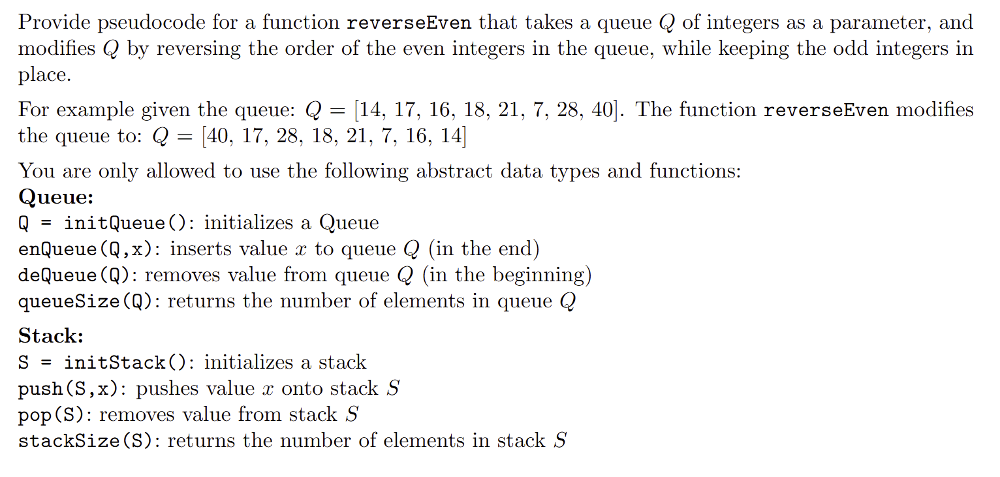 Provide pseudocode for a function reverseEven that takes a queue Q of integers as a parameter, and
modifies Q by reversing the order of the even integers in the queue, while keeping the odd integers in
place.
For example given the queue: Q = [14, 17, 16, 18, 21, 7, 28, 40]. The function reverseEven modifies
the queue to: Q = [40, 17, 28, 18, 21, 7, 16, 14]
You are only allowed to use the following abstract data types and functions:
Queue:
Q = initQueue(): initializes a Queue
enQueue(Q,x): inserts value x to queue Q (in the end)
deQueue(Q): removes value from queue Q (in the beginning)
queueSize(Q): returns the number of elements in queue Q
Stack:
S = initStack(): initializes a stack
push(S,x): pushes value x onto stack S
pop(S): removes value from stack S
stackSize(S): returns the number of elements in stack S